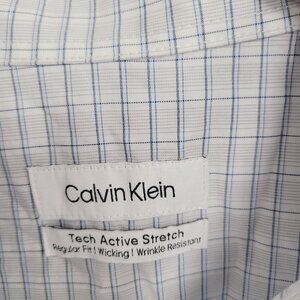 Calvin Klein
Tech Active Stretch
Regular Fit | Wicking | Wrinkle Resistant